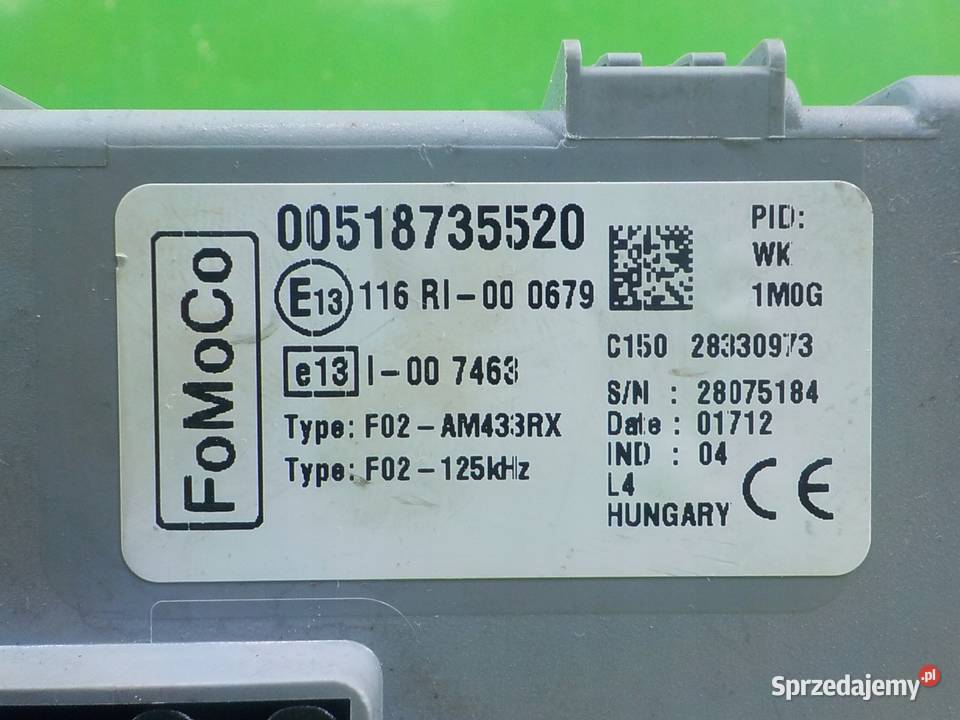 FoMoCo
00518735520
E13 116 RI-00 0679
e13 I-00 7463
Type: F02-AM433RX
Type: F02-125kHz
PID:
WK
1M0G
C150 28330973
S/N : 28075184
Date : 01712
IND : 04
L4
HUNGARY CE
Sprzedajemy.pl